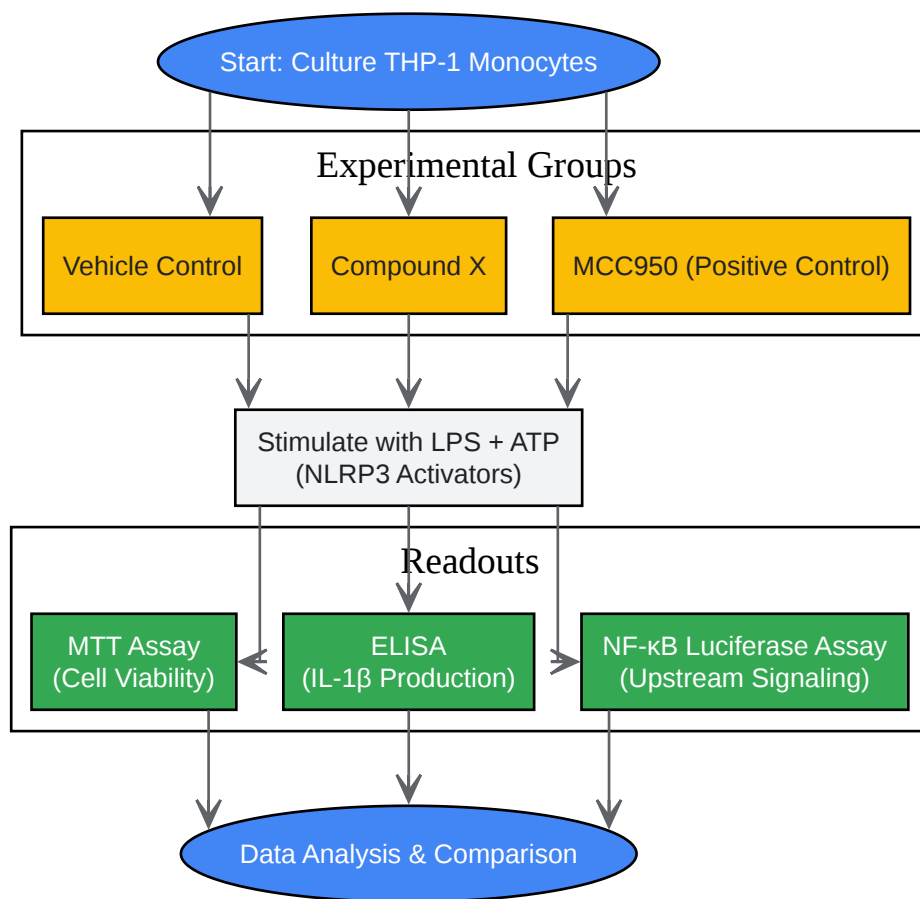 Start: Culture THP-1 Monocytes
Experimental Groups
Vehicle Control
Compound X
MCC950 (Positive Control)
Stimulate with LPS + ATP
(NLRP3 Activators)
Readouts
MTT Assay
(Cell Viability)
ELISA
(IL-1β Production)
NF-κB Luciferase Assay
(Upstream Signaling)
Data Analysis & Comparison